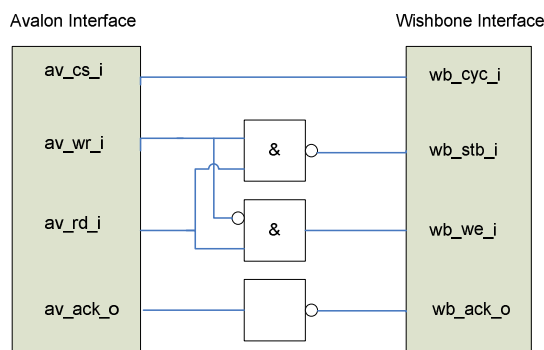 Avalon Interface
Wishbone Interface
av_cs_i
wb_cyc_i
av_wr_i
&
wb_stb_i
av_rd_i
&
wb_we_i
av_ack_o
wb_ack_o